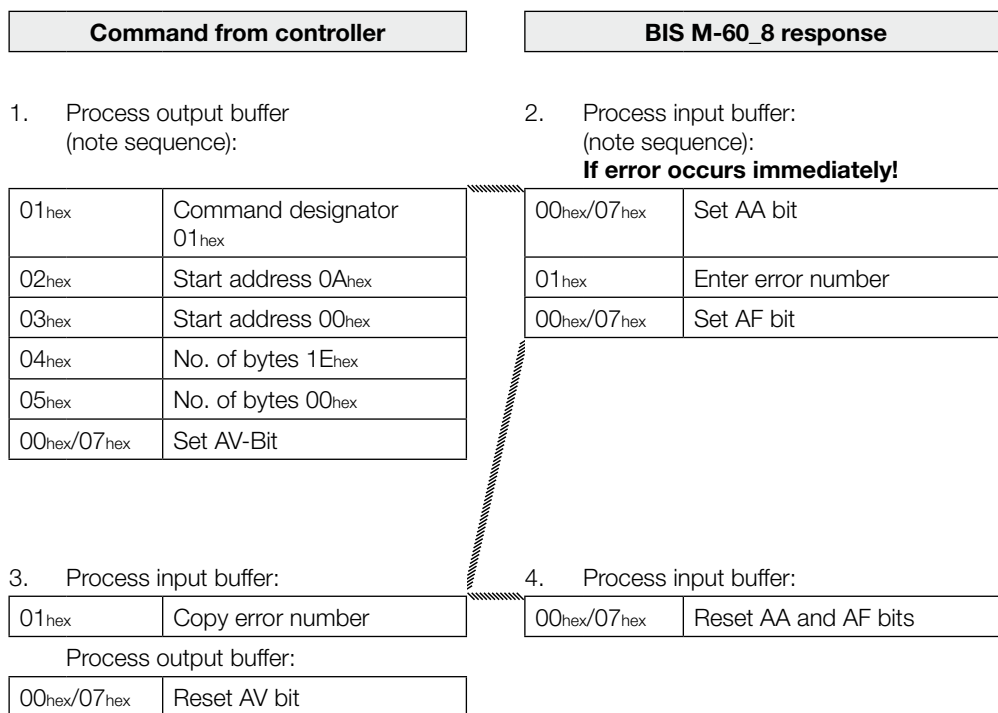 Command from controller
BIS M-60_8 response
1. Process output buffer
(note sequence):
2. Process input buffer:
(note sequence):
If error occurs immediately!
01hex Command designator
01hex
02hex Start address 0Ahex
03hex Start address 00hex
04hex No. of bytes 1Ehex
05hex No. of bytes 00hex
00hex/07hex Set AV-Bit
00hex/07hex Set AA bit
01hex Enter error number
00hex/07hex Set AF bit
3. Process input buffer:
01hex Copy error number
Process output buffer:
00hex/07hex Reset AV bit
4. Process input buffer:
00hex/07hex Reset AA and AF bits